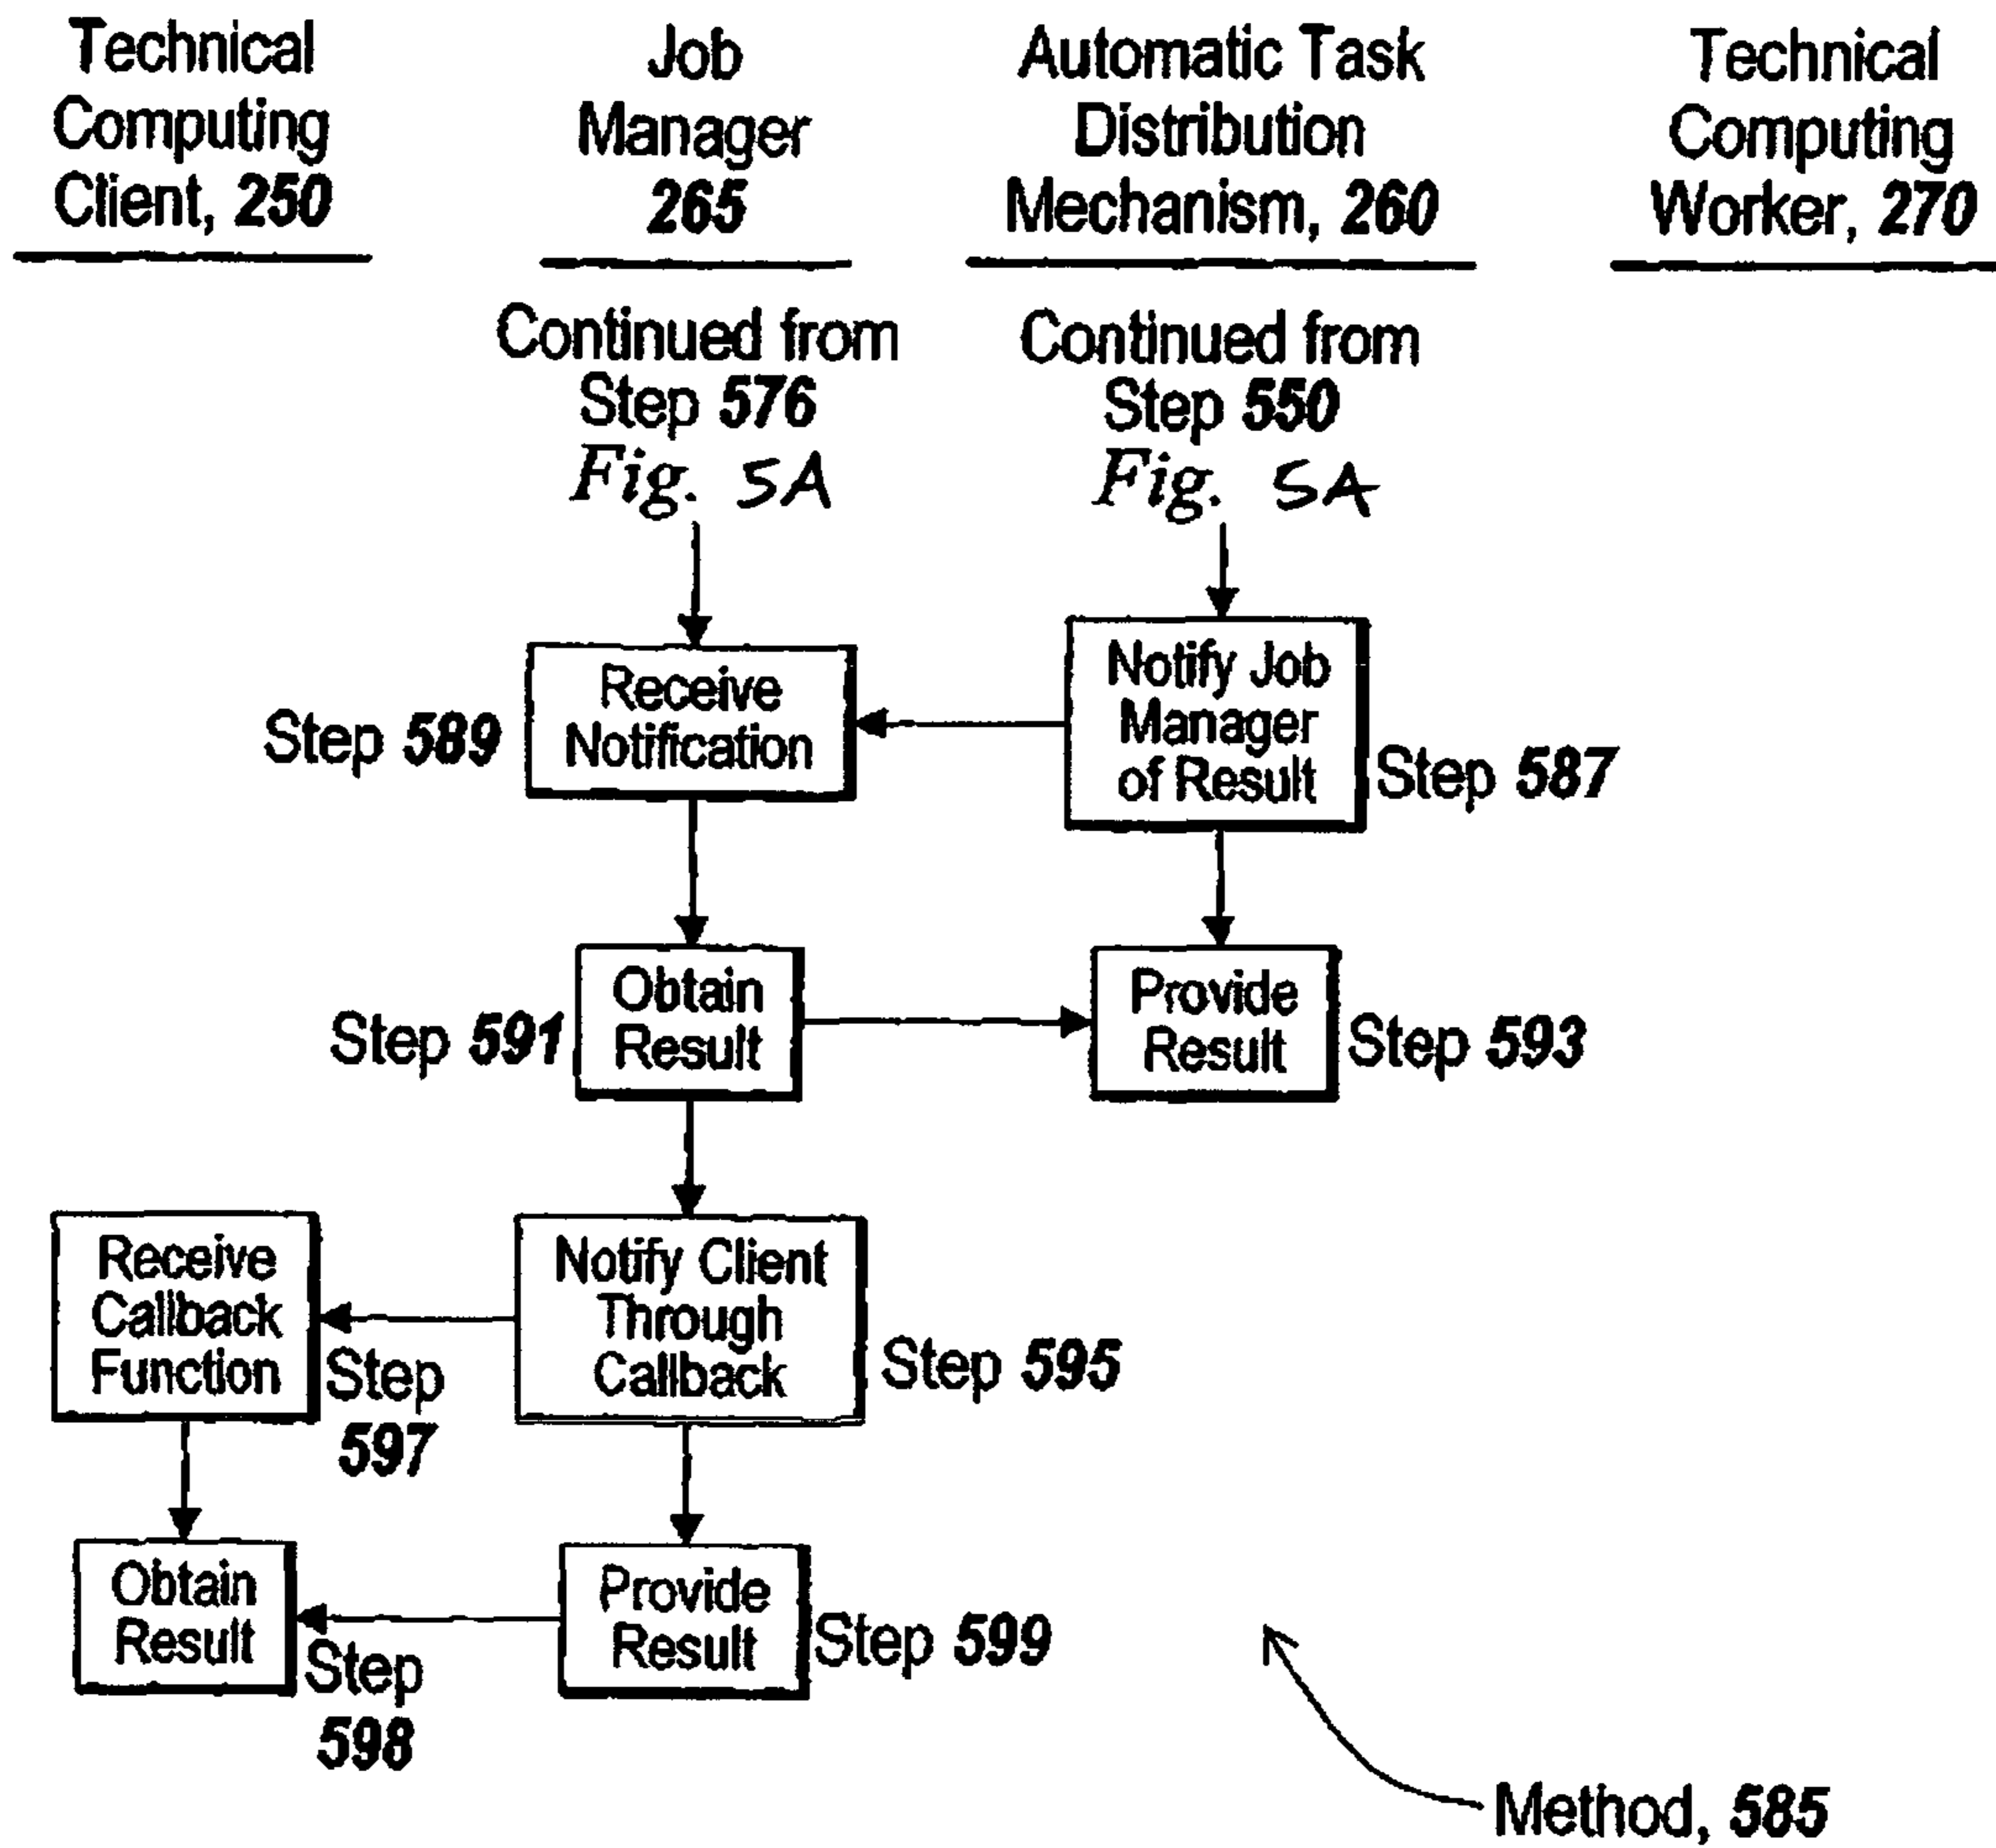 Technical
Computing
Client, 250
Job
Manager
265
Automatic Task
Distribution
Mechanism, 260
Technical
Computing
Worker, 270
Continued from
Step 576
Fig. 5A
Continued from
Step 550
Fig. 5A
Receive
Notification
Step 589
Notify Job
Manager
of Result
Step 587
Obtain
Result
Step 591
Provide
Result
Step 593
Receive
Callback
Function
Step
597
Notify Client
Through
Callback
Step 595
Obtain
Result
Step
598
Provide
Result
Step 599
Method, 585